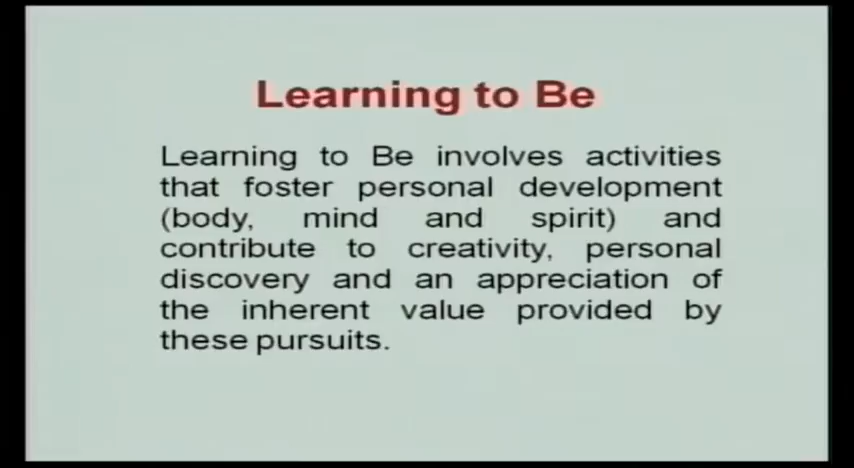 Learning to Be
Learning to Be involves activities
that foster personal development
(body, mind and spirit) and
contribute to creativity, personal
discovery and an appreciation of
the inherent value provided by
these pursuits.